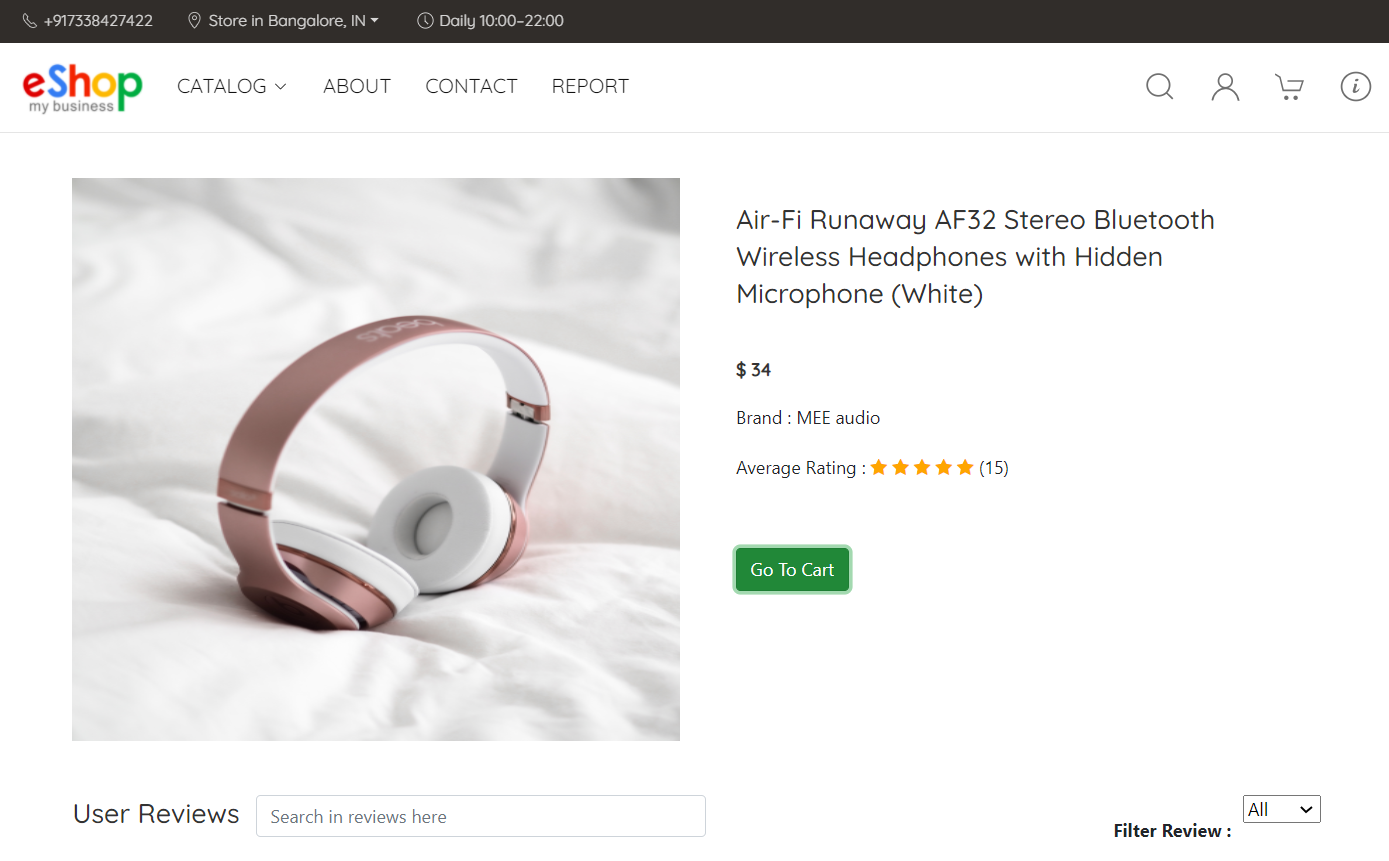 +917338427422 Store in Bangalore, IN Daily 10:00–22:00
eShop
my business
CATALOG ABOUT CONTACT REPORT
Air-Fi Runaway AF32 Stereo Bluetooth
Wireless Headphones with Hidden
Microphone (White)
beats
$ 34
Brand : MEE audio
Average Rating : (15)
Go To Cart
User Reviews Search in reviews here
Filter Review : All